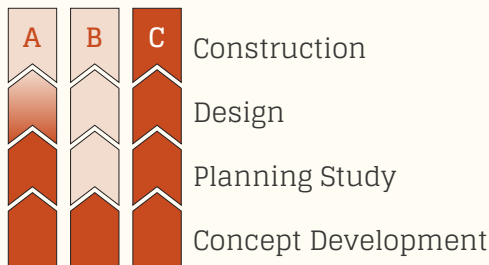 A B C
Construction
Design
Planning Study
Concept Development